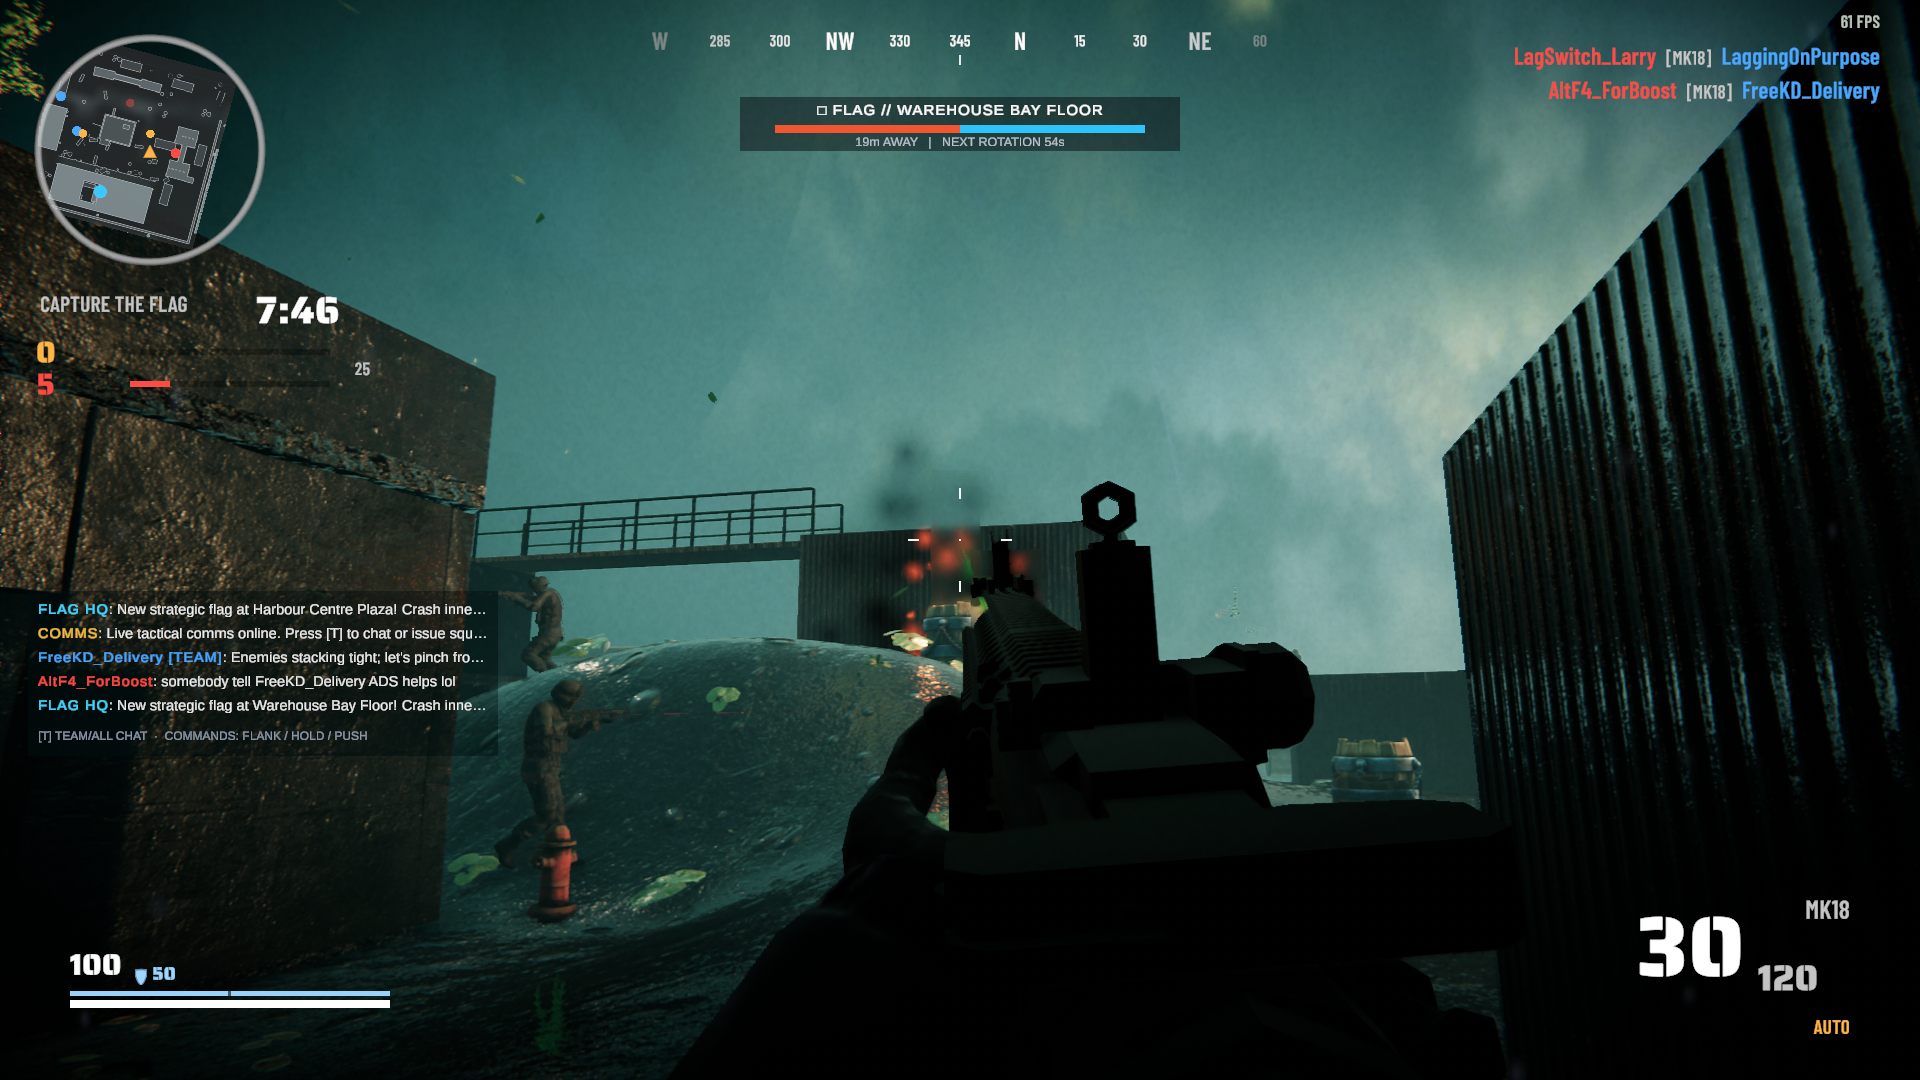 61 FPS
W 285 300 NW 330 345 N 15 30 NE 60
LagSwitch_Larry [MK18] LaggingOnPurpose
AltF4_ForBoost [MK18] FreeKD_Delivery
FLAG // WAREHOUSE BAY FLOOR
19m AWAY | NEXT ROTATION 54s
CAPTURE THE FLAG 7:46
0
25
5
FLAG HQ: New strategic flag at Harbour Centre Plaza! Crash inne...
COMMS: Live tactical comms online. Press [T] to chat or issue squ...
FreeKD_Delivery [TEAM]: Enemies stacking tight; let's pinch fro...
AltF4_ForBoost: somebody tell FreeKD_Delivery ADS helps lol
FLAG HQ: New strategic flag at Warehouse Bay Floor! Crash inne...
[T] TEAM/ALL CHAT · COMMANDS: FLANK / HOLD / PUSH
100 50
MK18
30 120
AUTO